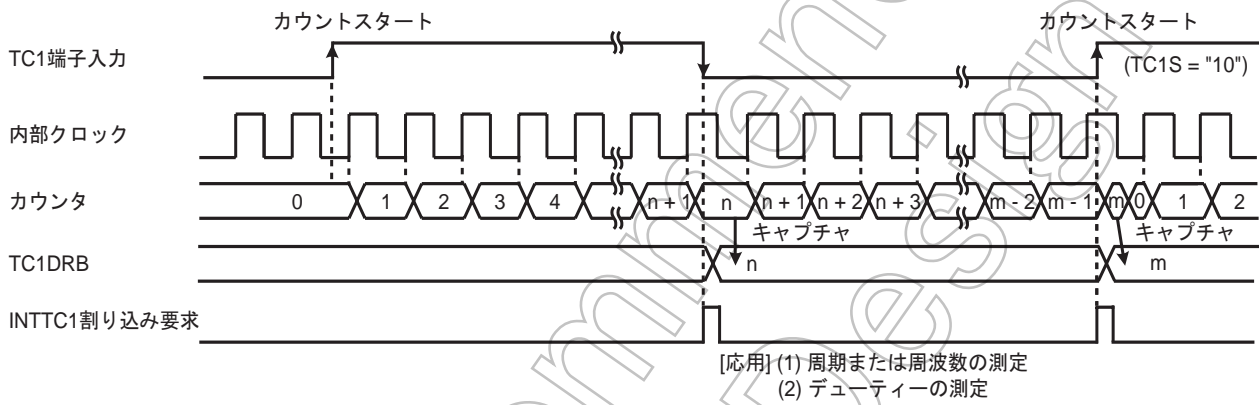 カウントスタート カウントスタート
TC1端子入力 (TC1S = "10")
内部クロック
カウンタ 0 1 2 3 4 n + 1 n n + 1 n + 2 n + 3 m - 2 m - 1 m 0 1 2
キャプチャ キャプチャ
TC1DRB n m
INTTC1割り込み要求
[応用] (1) 周期または周波数の測定
(2) デューティーの測定